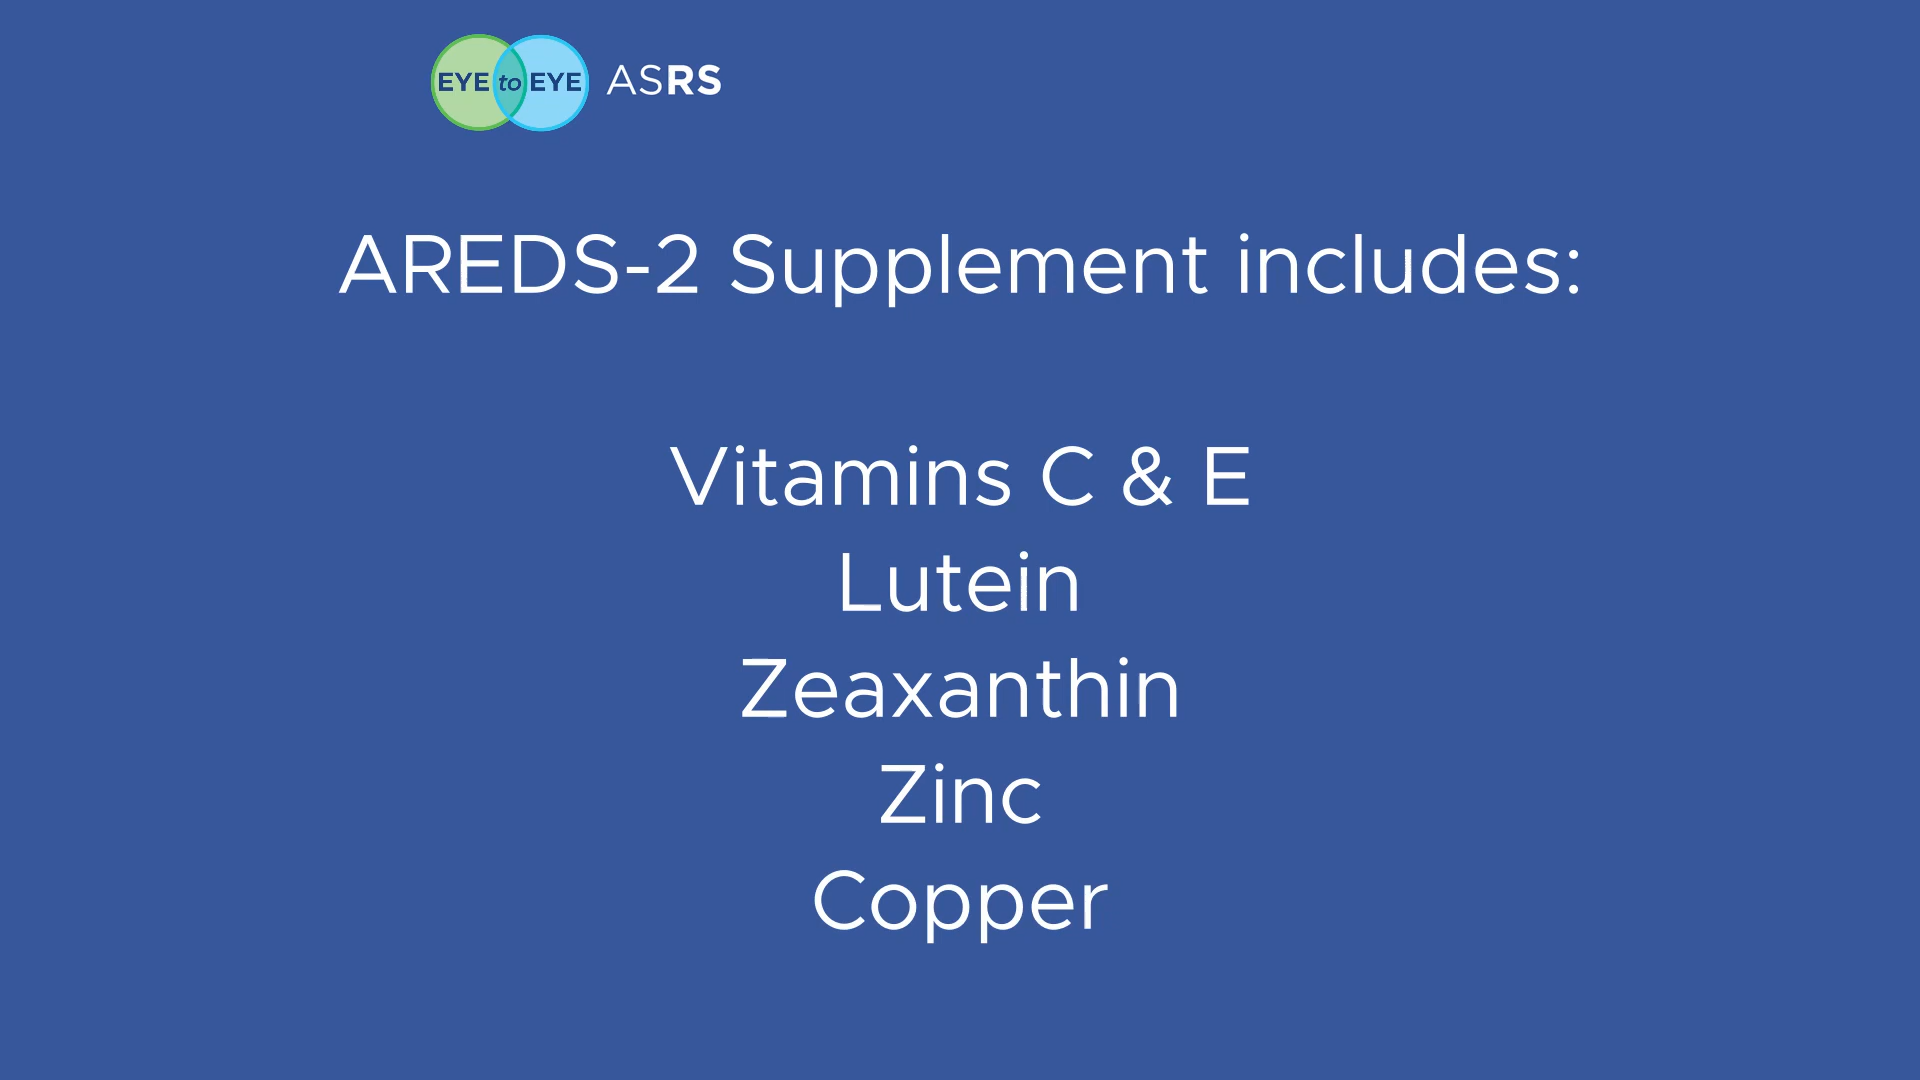 EYE to EYE ASRS
AREDS-2 Supplement includes:
Vitamins C & E
Lutein
Zeaxanthin
Zinc
Copper